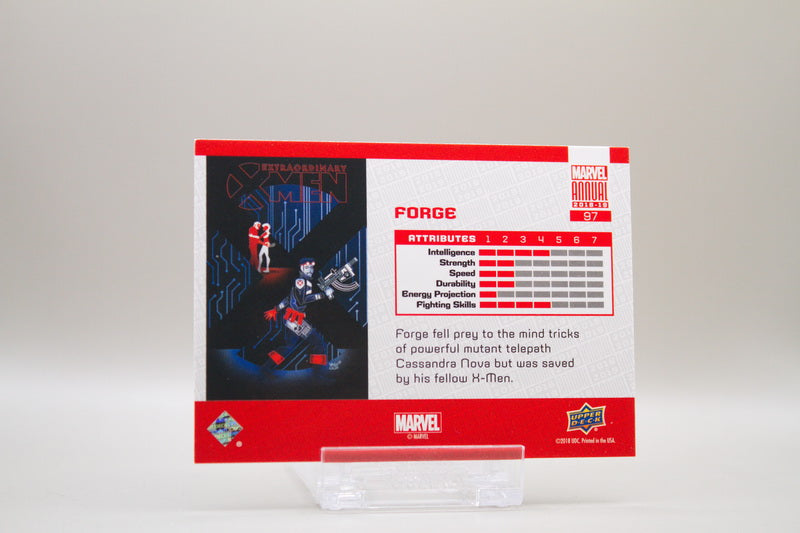 EXTRAORDINARY
X-MEN
MARVEL
ANNUAL
2018-19
97
FORGE
ATTRIBUTES 1 2 3 4 5 6 7
Intelligence
Strength
Speed
Durability
Energy Projection
Fighting Skills
Forge fell prey to the mind tricks
of powerful mutant telepath
Cassandra Nova but was saved
by his fellow X-Men.
MARVEL
© MARVEL
UPPER
DECK
©2018 UDC. Printed in the USA.
®